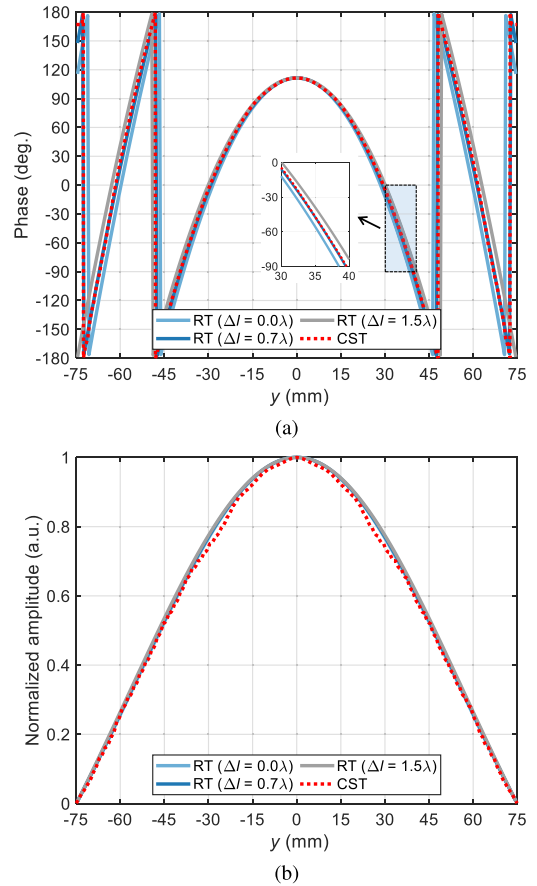 180
150
120
90
60
30
0
-30
-60
-90
-120
-150
-180
Phase (deg.)
0
-30
-60
-90
30 35 40
RT (Δl = 0.0λ) RT (Δl = 1.5λ)
RT (Δl = 0.7λ) CST
-75 -60 -45 -30 -15 0 15 30 45 60 75
y (mm)
(a)
1
0.8
0.6
0.4
0.2
0
Normalized amplitude (a.u.)
RT (Δl = 0.0λ) RT (Δl = 1.5λ)
RT (Δl = 0.7λ) CST
-75 -60 -45 -30 -15 0 15 30 45 60 75
y (mm)
(b)